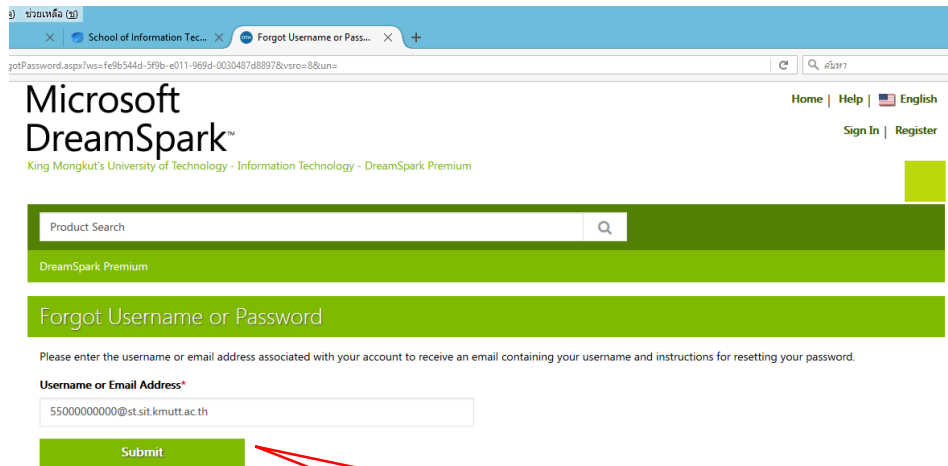 ช่วยเหลือ (ช)
School of Information Tec... Forgot Username or Pass...
gotPassword.aspx?ws=fe9b544d-5f9b-e011-969d-0030487d8897&vsro=8&un=
ค้นหา
Microsoft
DreamSpark™
Home | Help | English
Sign In | Register
King Mongkut's University of Technology - Information Technology - DreamSpark Premium
Product Search
DreamSpark Premium
Forgot Username or Password
Please enter the username or email address associated with your account to receive an email containing your username and instructions for resetting your password.
Username or Email Address*
55000000000@st.sit.kmutt.ac.th
Submit